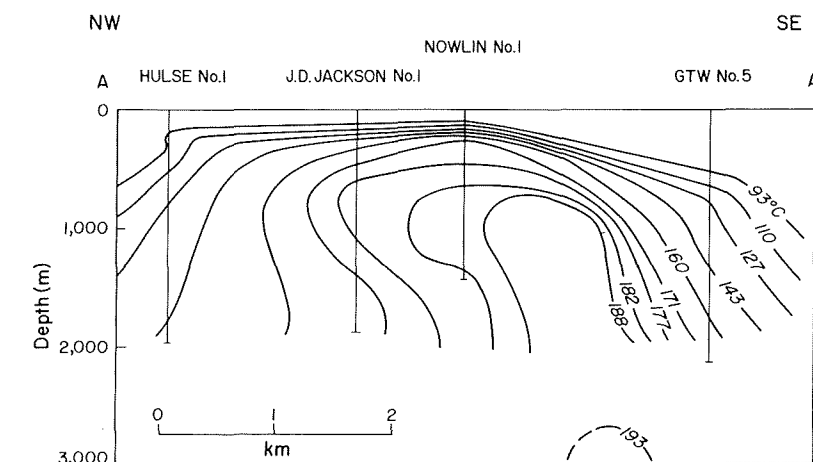 NW
SE
NOWLIN No.1
A HULSE No.1 J.D. JACKSON No.1 GTW No.5
0
1,000
2,000
3,000
Depth (m)
93°C
110
127
143
160
171
177
182
188
193
0 1 2
km